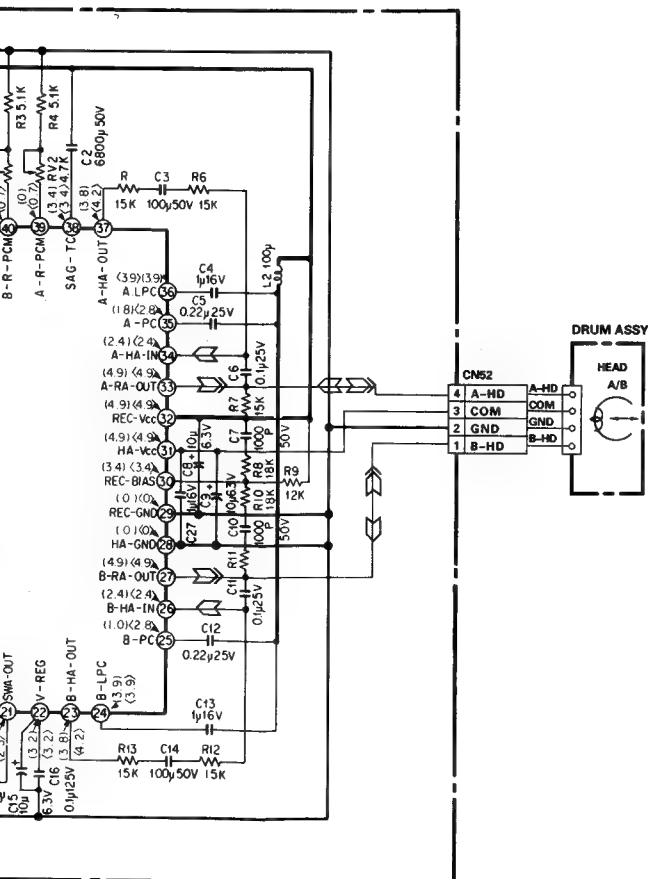 R3 5.1K
R4 5.1K
RV2
4.7K
C2
6800μ50V
R
15K
C3
100μ50V
R6
15K
(0)
(0.7)
(3.4)
(3.4)
(3.8)
(4.2)
40
39
38
37
B-R-PCM
A-R-PCM
SAG-TC
A-HA-OUT
L2 100μ
(3.9)(3.9)
A LPC 36
C4
1μ16V
(1.8)(2.8)
A-PC 35
C5
0.22μ25V
(2.4)(2.4
A-HA-IN 34
C6
0.1μ25V
(4.9)(4.9)
A-RA-OUT 33
R7
15K
(4.9)(4.9)
REC-Vcc 32
10μ
6.3V
C7
1000
P
50V
(4.9)(4.9)
HA-Vcc 31
C8
R8
18K
(3.4)(3.4)
REC-BIAS 30
R9
12K
1μ16V
C9
10μ6.3V
R10
18K
(0)(0)
REC-GND 29
C27
C10
1000
P
50V
(0)(0)
HA-GND 28
R11
(4.9)(4.9)
B-RA-OUT 27
C11
0.1μ25V
(2.4)(2.4
B-HA-IN 26
(1.0)(2.8)
B-PC 25
C12
0.22μ25V
SWA-OUT
V-REG
B-HA-OUT
B-LPC
21
22
23
24
(3.9)
(3.9)
(3.2)
(3.2)
(3.8)
(4.2)
C13
1μ16V
R13
15K
C14
100μ50V
R12
15K
C15
10μ
6.3V
C16
0.1μ125V
CN52
4 A-HD
3 COM
2 GND
1 B-HD
A-HD
COM
GND
B-HD
DRUM ASSY
HEAD
A/B